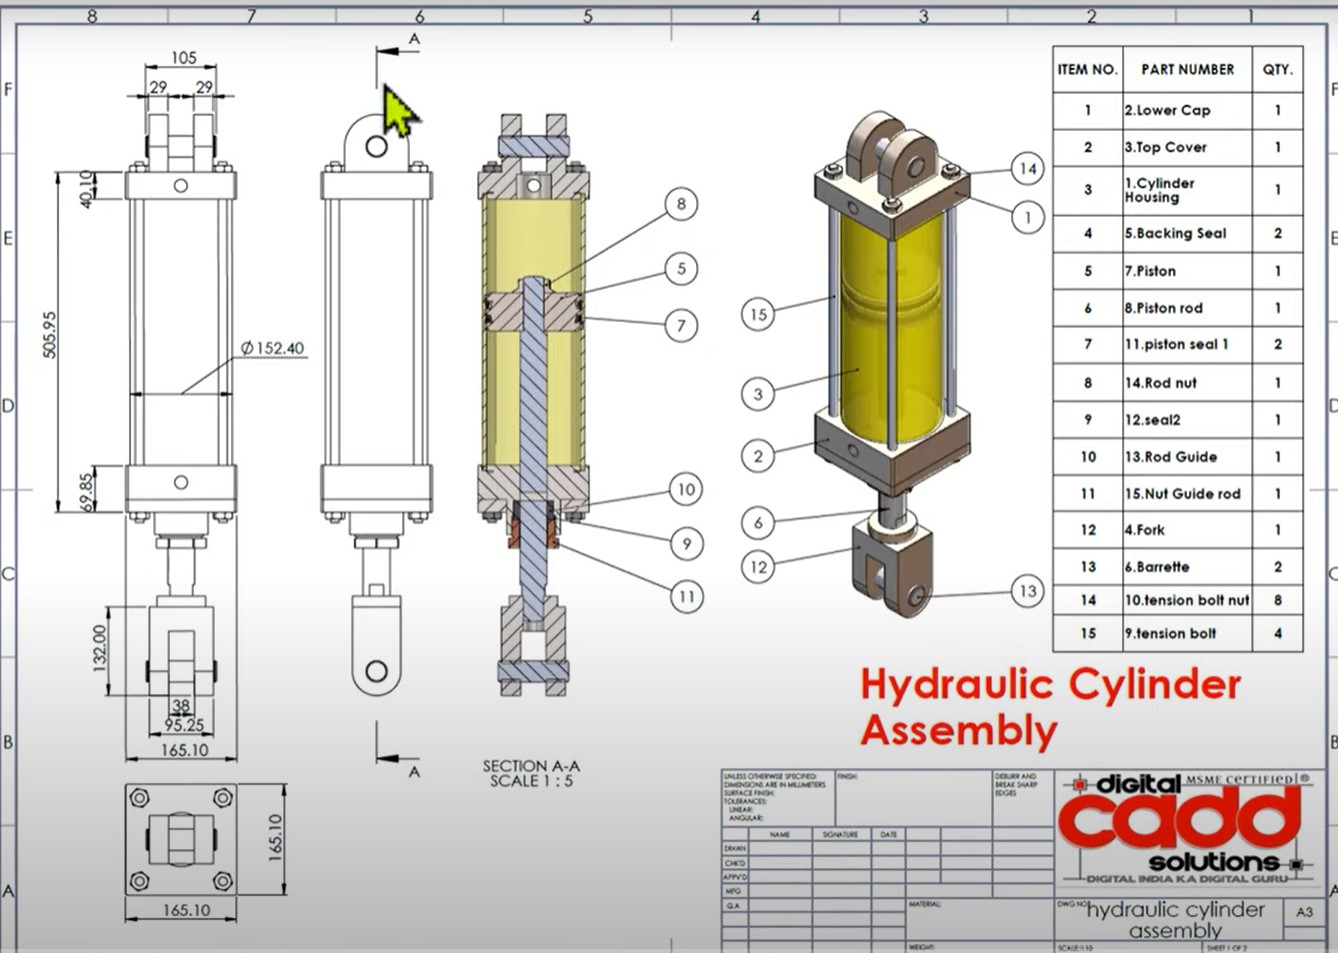 8
7
6
5
4
3
2
1
F
E
D
C
B
A
F
E
D
C
B
A
A
105
29
29
40.10
505.95
Ø152.40
69.85
132.00
38
95.25
165.10
165.10
165.10
A
SECTION A-A
SCALE 1 : 5
8
5
7
10
9
11
14
1
15
3
2
6
12
13
ITEM NO. PART NUMBER QTY.
1 2.Lower Cap 1
2 3.Top Cover 1
3 1.Cylinder Housing 1
4 5.Backing Seal 2
5 7.Piston 1
6 8.Piston rod 1
7 11.piston seal 1 2
8 14.Rod nut 1
9 12.seal2 1
10 13.Rod Guide 1
11 15.Nut Guide rod 1
12 4.Fork 1
13 6.Barrette 2
14 10.tension bolt nut 8
15 9.tension bolt 4
Hydraulic Cylinder
Assembly
UNLESS OTHERWISE SPECIFIED:
DIMENSIONS ARE IN MILLIMETERS
SURFACE FINISH:
TOLERANCES:
LINEAR:
ANGULAR:
FINISH:
DEBURR AND
BREAK SHARP
EDGES
NAME SIGNATURE DATE
DRAWN
CHK'D
APPV'D
MFG
Q.A
MATERIAL:
WEIGHT:
digital MSME CERTIFIED ®
cadd
solutions
DIGITAL INDIA KA DIGITAL GURU
DWG NO.
hydraulic cylinder
assembly
A3
SCALE:1:10
SHEET 1 OF 2